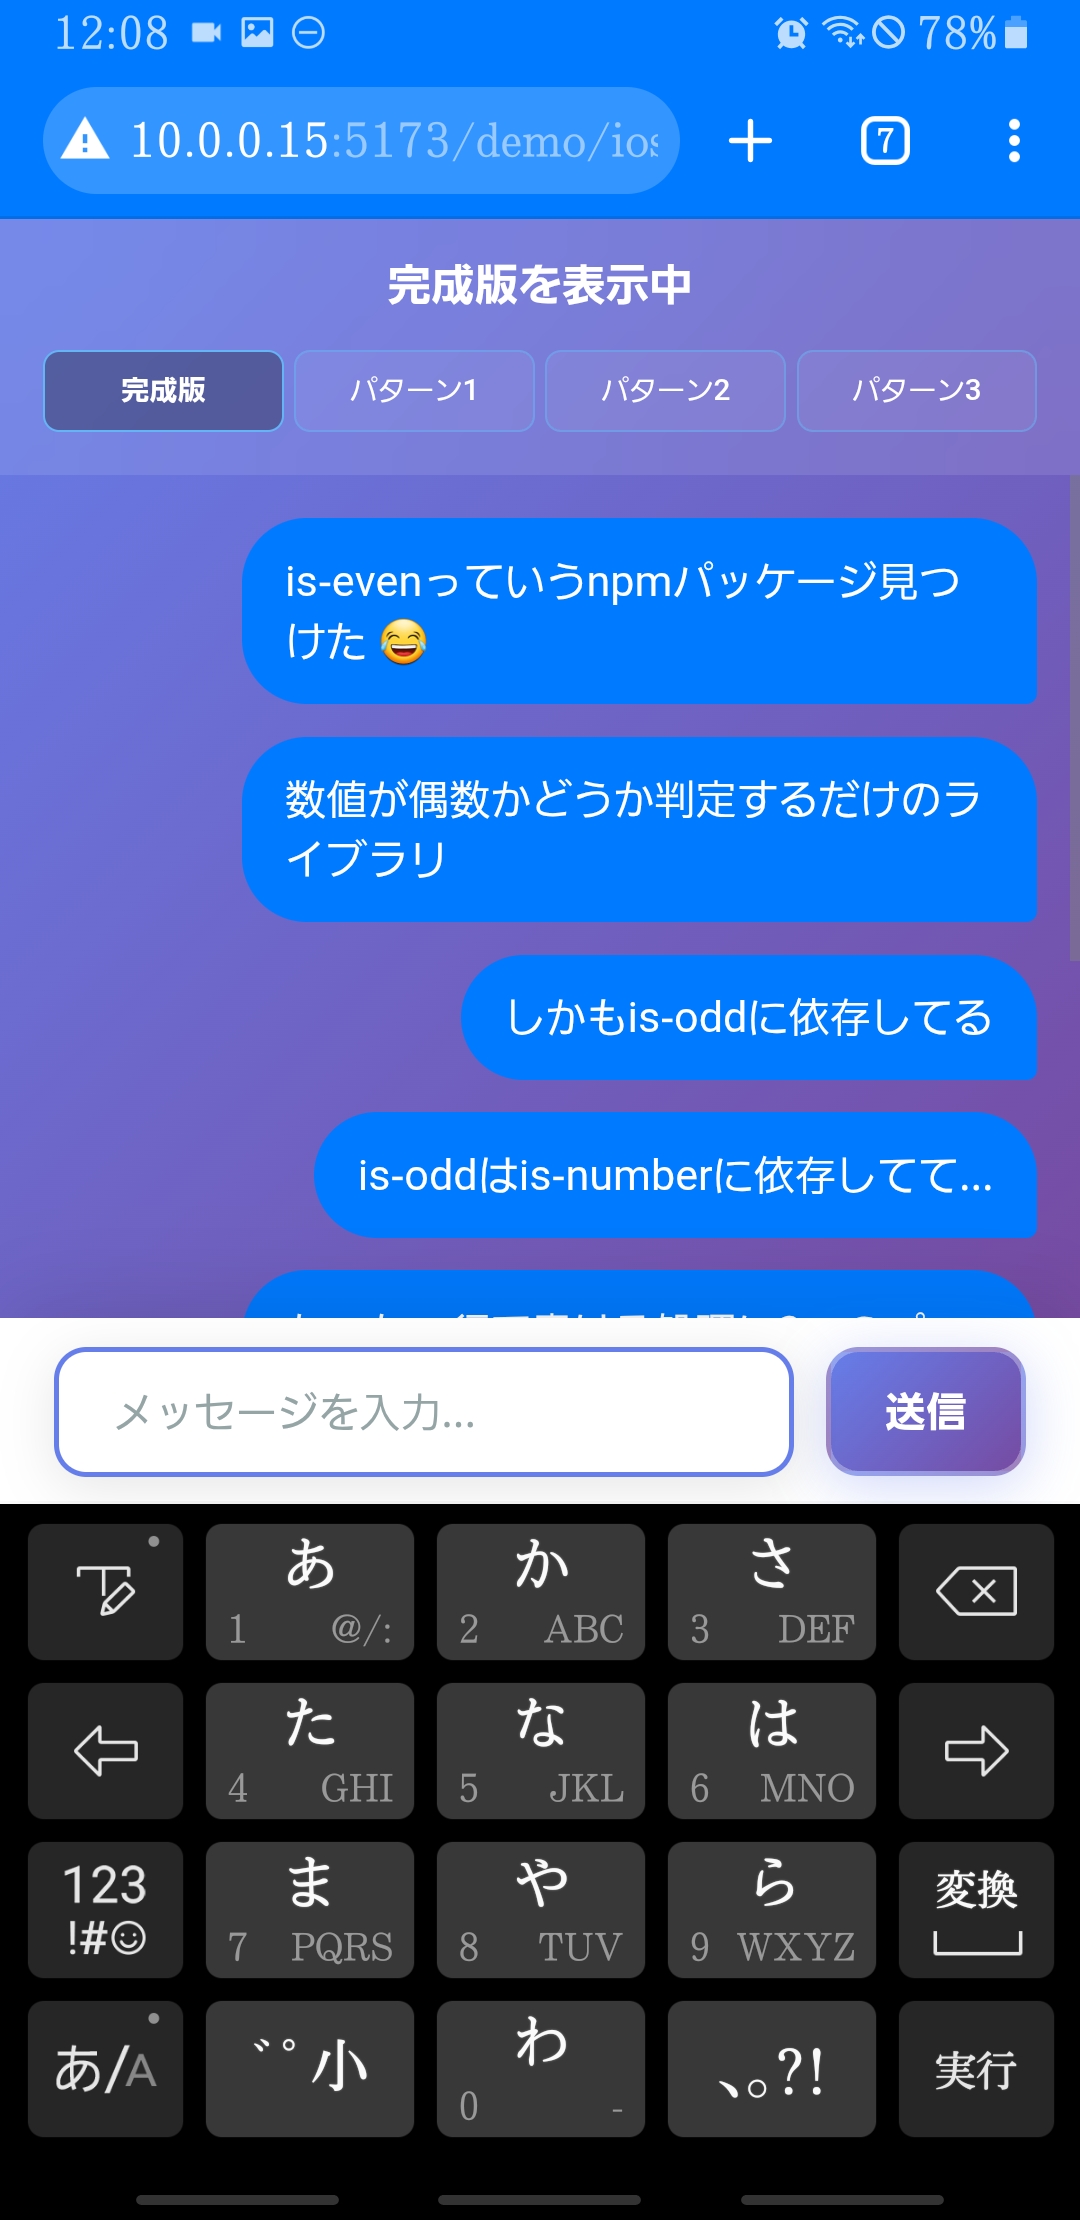 12:08 78%
10.0.0.15:5173/demo/ios
7
完成版を表示中
完成版 パターン1 パターン2 パターン3
is-evenっていうnpmパッケージ見つ
けた 😂
数値が偶数かどうか判定するだけのラ
イブラリ
しかもis-oddに依存してる
is-oddはis-numberに依存してて...
メッセージを入力...
送信
あ か さ
1 @/: 2 ABC 3 DEF
た な は
4 GHI 5 JKL 6 MNO
123 ま や ら 変換
!#☺ 7 PQRS 8 TUV 9 WXYZ
あ/A ゛゜小 わ 、。?! 実行
0 -